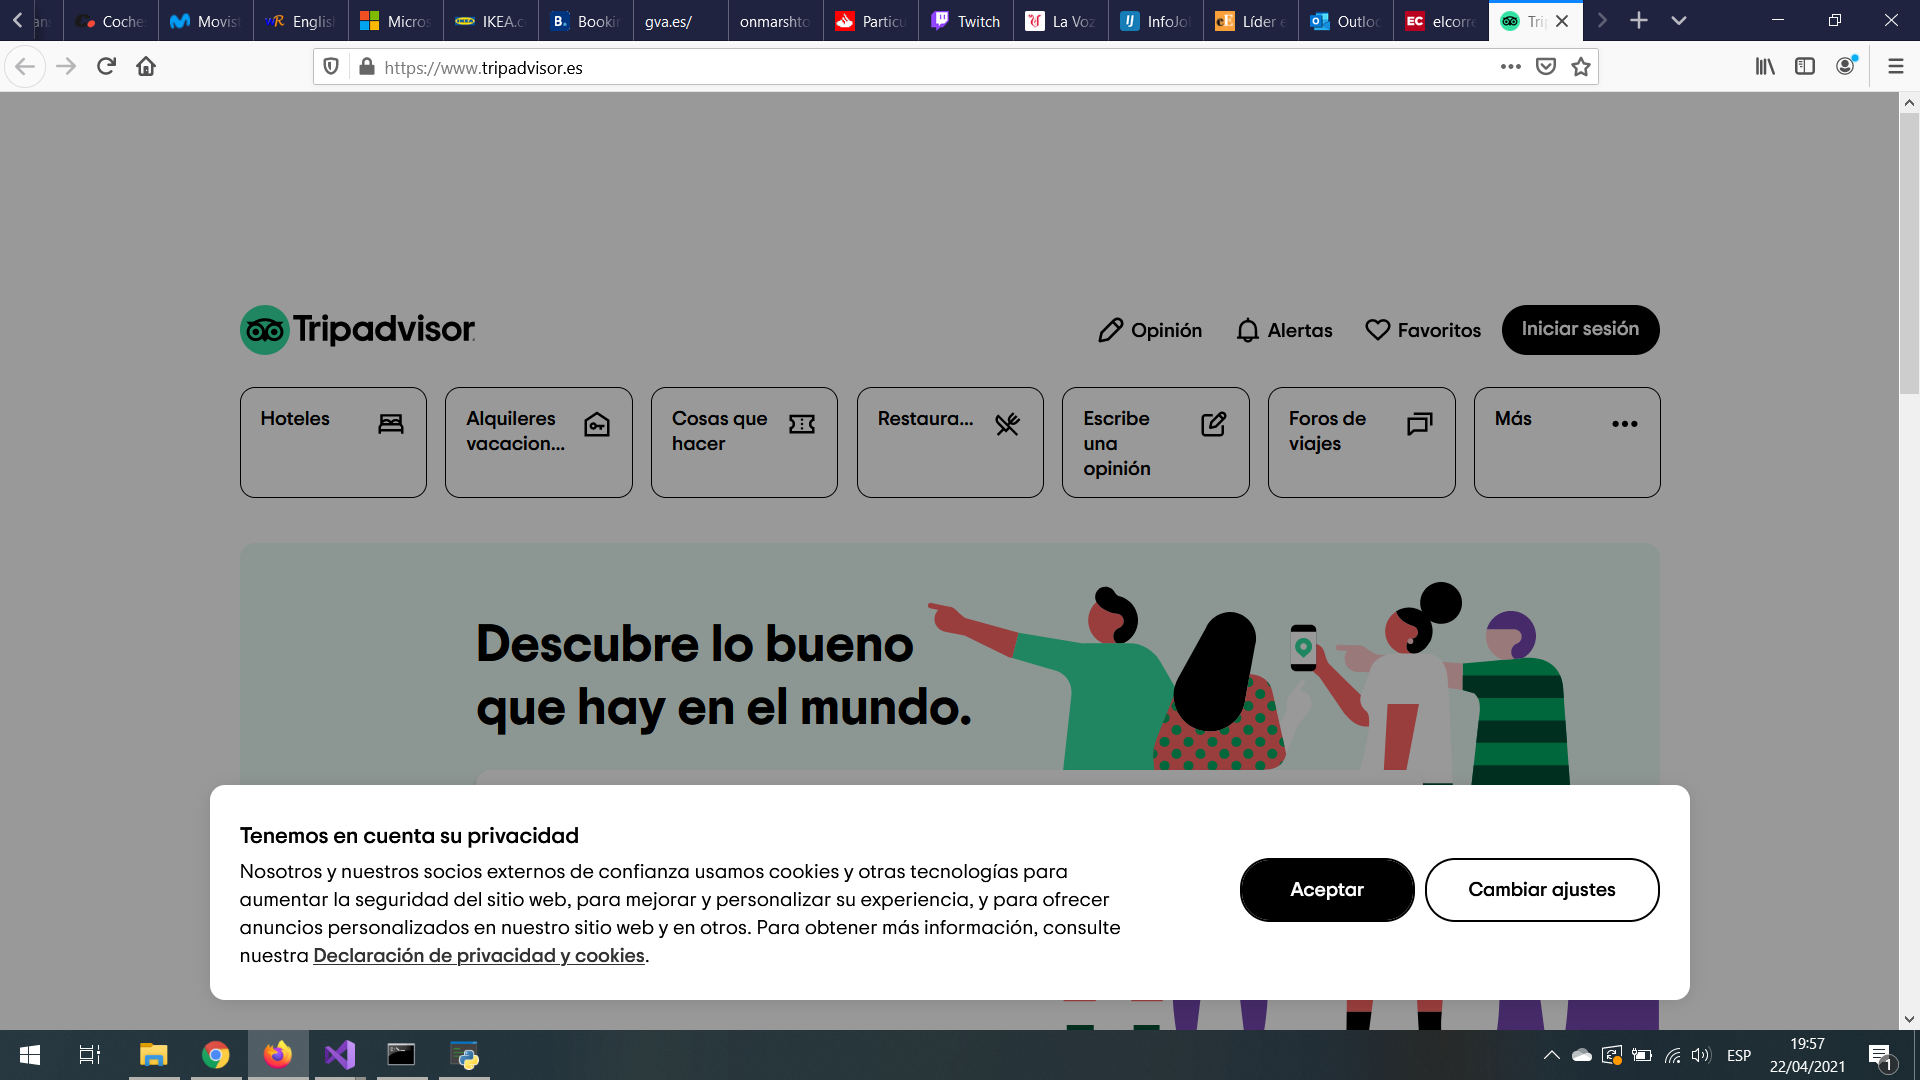 Coche
Movist
English
Micros
IKEA.c
Bookin
gva.es/
onmarshto
Particu
Twitch
La Voz
InfoJo
Líder e
Outloo
elcorre
Tri
https://www.tripadvisor.es
Tripadvisor
Opinión
Alertas
Favoritos
Iniciar sesión
Hoteles
Alquileres
vacacion...
Cosas que
hacer
Restaura...
Escribe
una
opinión
Foros de
viajes
Más
Descubre lo bueno
que hay en el mundo.
Tenemos en cuenta su privacidad
Nosotros y nuestros socios externos de confianza usamos cookies y otras tecnologías para
aumentar la seguridad del sitio web, para mejorar y personalizar su experiencia, y para ofrecer
anuncios personalizados en nuestro sitio web y en otros. Para obtener más información, consulte
nuestra Declaración de privacidad y cookies.
Aceptar
Cambiar ajustes
ESP
19:57
22/04/2021
1